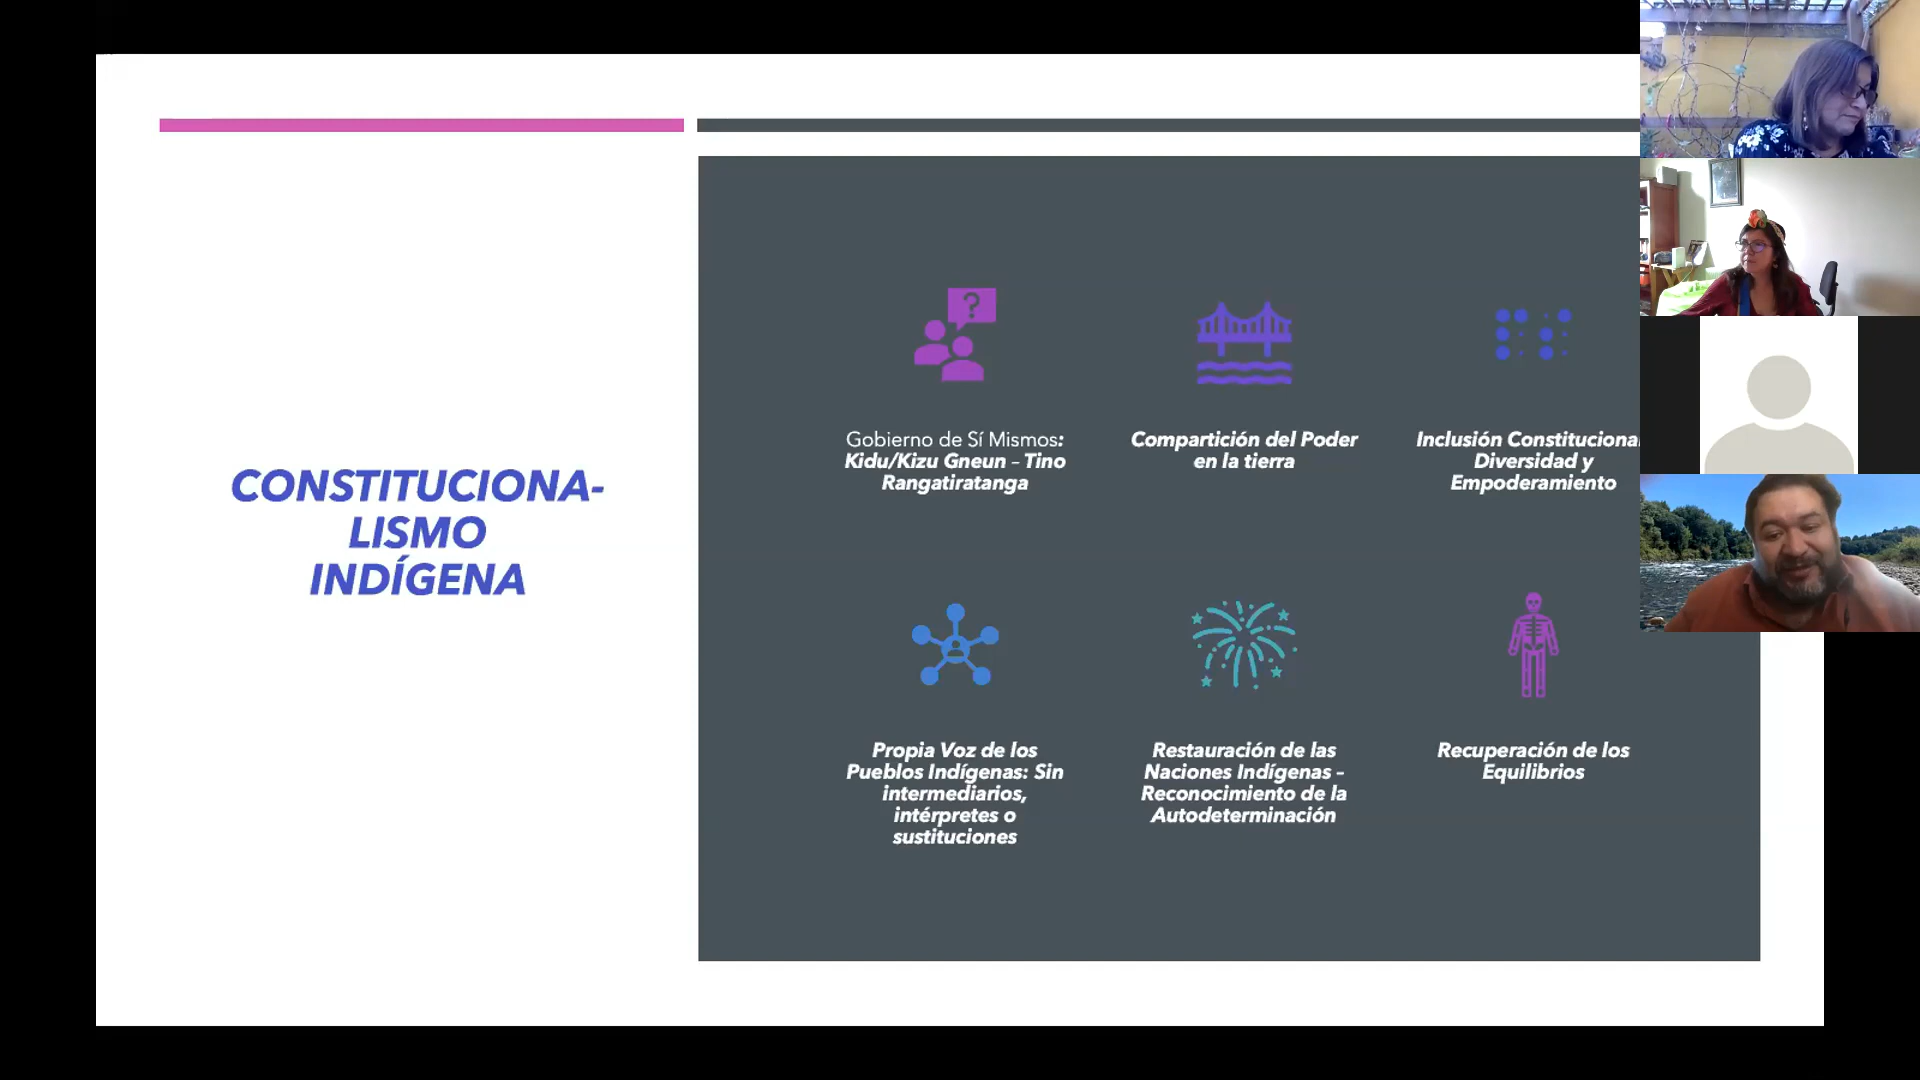 CONSTITUCIONA-
LISMO
INDÍGENA
?
Gobierno de Sí Mismos:
Kidu/Kizu Gneun – Tino
Rangatiratanga
Compartición del Poder
en la tierra
Inclusión Constituciona
Diversidad y
Empoderamiento
Propia Voz de los
Pueblos Indígenas: Sin
intermediarios,
intérpretes o
sustituciones
Restauración de las
Naciones Indígenas –
Reconocimiento de la
Autodeterminación
Recuperación de los
Equilibrios